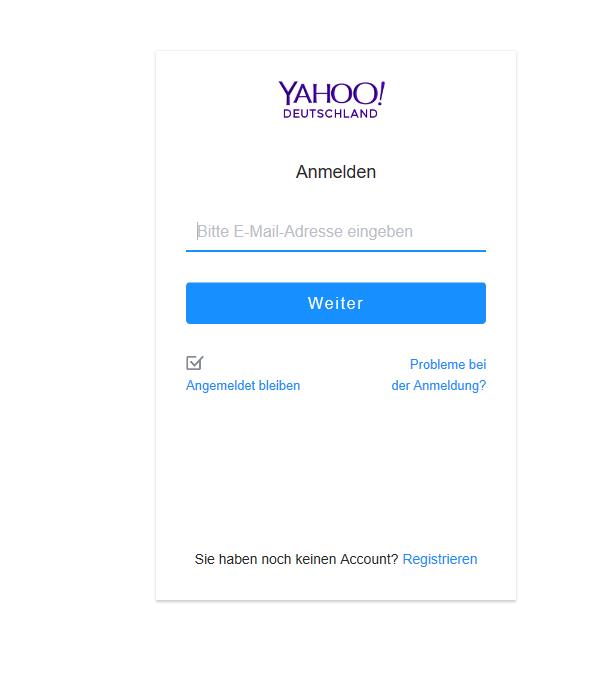 YAHOO!
DEUTSCHLAND
Anmelden
Bitte E-Mail-Adresse eingeben
Weiter
Angemeldet bleiben
Probleme bei
der Anmeldung?
Sie haben noch keinen Account? Registrieren